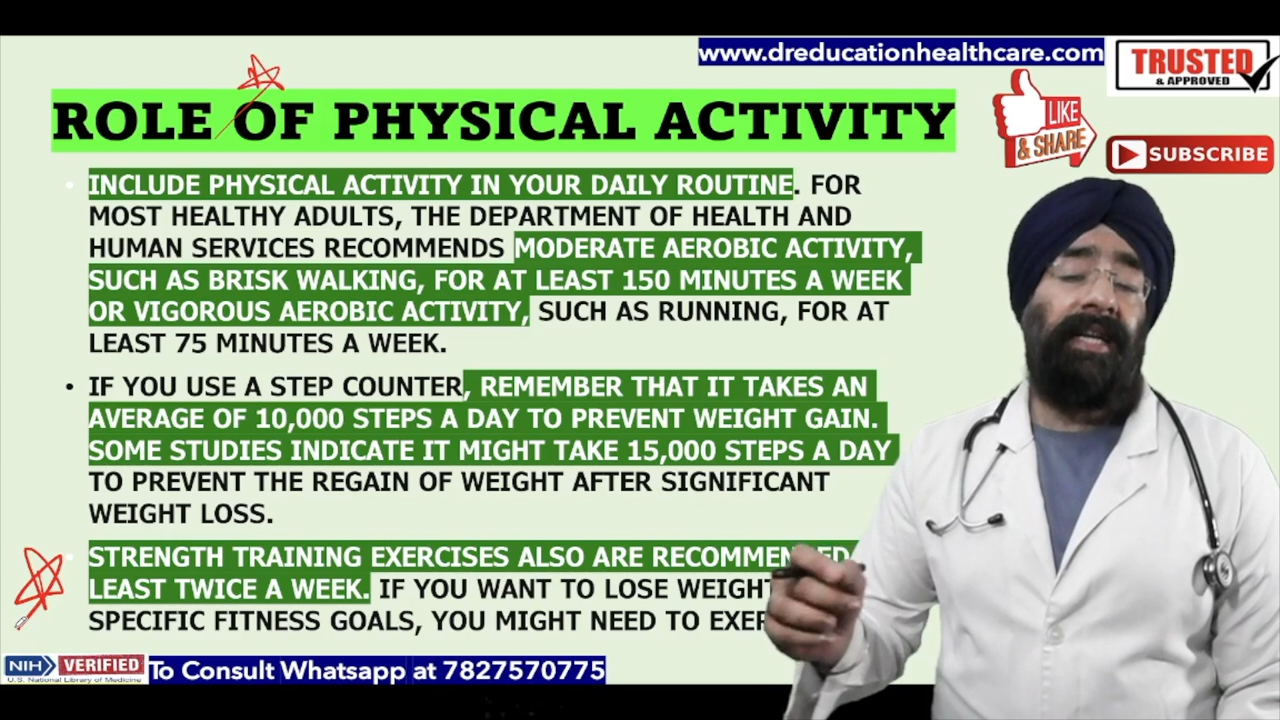 www.dreducationhealthcare.com
TRUSTED
& APPROVED
ROLE OF PHYSICAL ACTIVITY
LIKE
& SHARE
SUBSCRIBE
• INCLUDE PHYSICAL ACTIVITY IN YOUR DAILY ROUTINE. FOR
MOST HEALTHY ADULTS, THE DEPARTMENT OF HEALTH AND
HUMAN SERVICES RECOMMENDS MODERATE AEROBIC ACTIVITY,
SUCH AS BRISK WALKING, FOR AT LEAST 150 MINUTES A WEEK
OR VIGOROUS AEROBIC ACTIVITY, SUCH AS RUNNING, FOR AT
LEAST 75 MINUTES A WEEK.
• IF YOU USE A STEP COUNTER, REMEMBER THAT IT TAKES AN
AVERAGE OF 10,000 STEPS A DAY TO PREVENT WEIGHT GAIN.
SOME STUDIES INDICATE IT MIGHT TAKE 15,000 STEPS A DAY
TO PREVENT THE REGAIN OF WEIGHT AFTER SIGNIFICANT
WEIGHT LOSS.
• STRENGTH TRAINING EXERCISES ALSO ARE
LEAST TWICE A WEEK. IF YOU WANT TO LOSE WEIGHT
SPECIFIC FITNESS GOALS, YOU MIGHT NEED TO
NIH VERIFIED
U.S. National Library of Medicine
To Consult Whatsapp at 7827570775